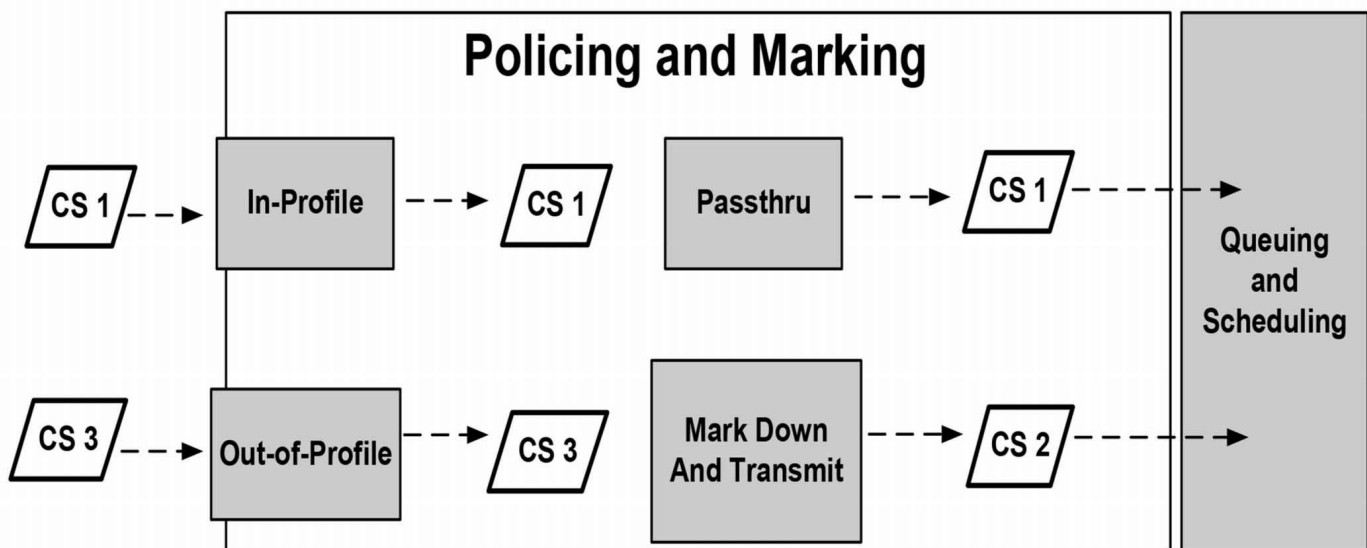 Policing and Marking
CS 1
In-Profile
CS 1
Passthru
CS 1
Queuing
and
Scheduling
CS 3
Out-of-Profile
CS 3
Mark Down
And Transmit
CS 2